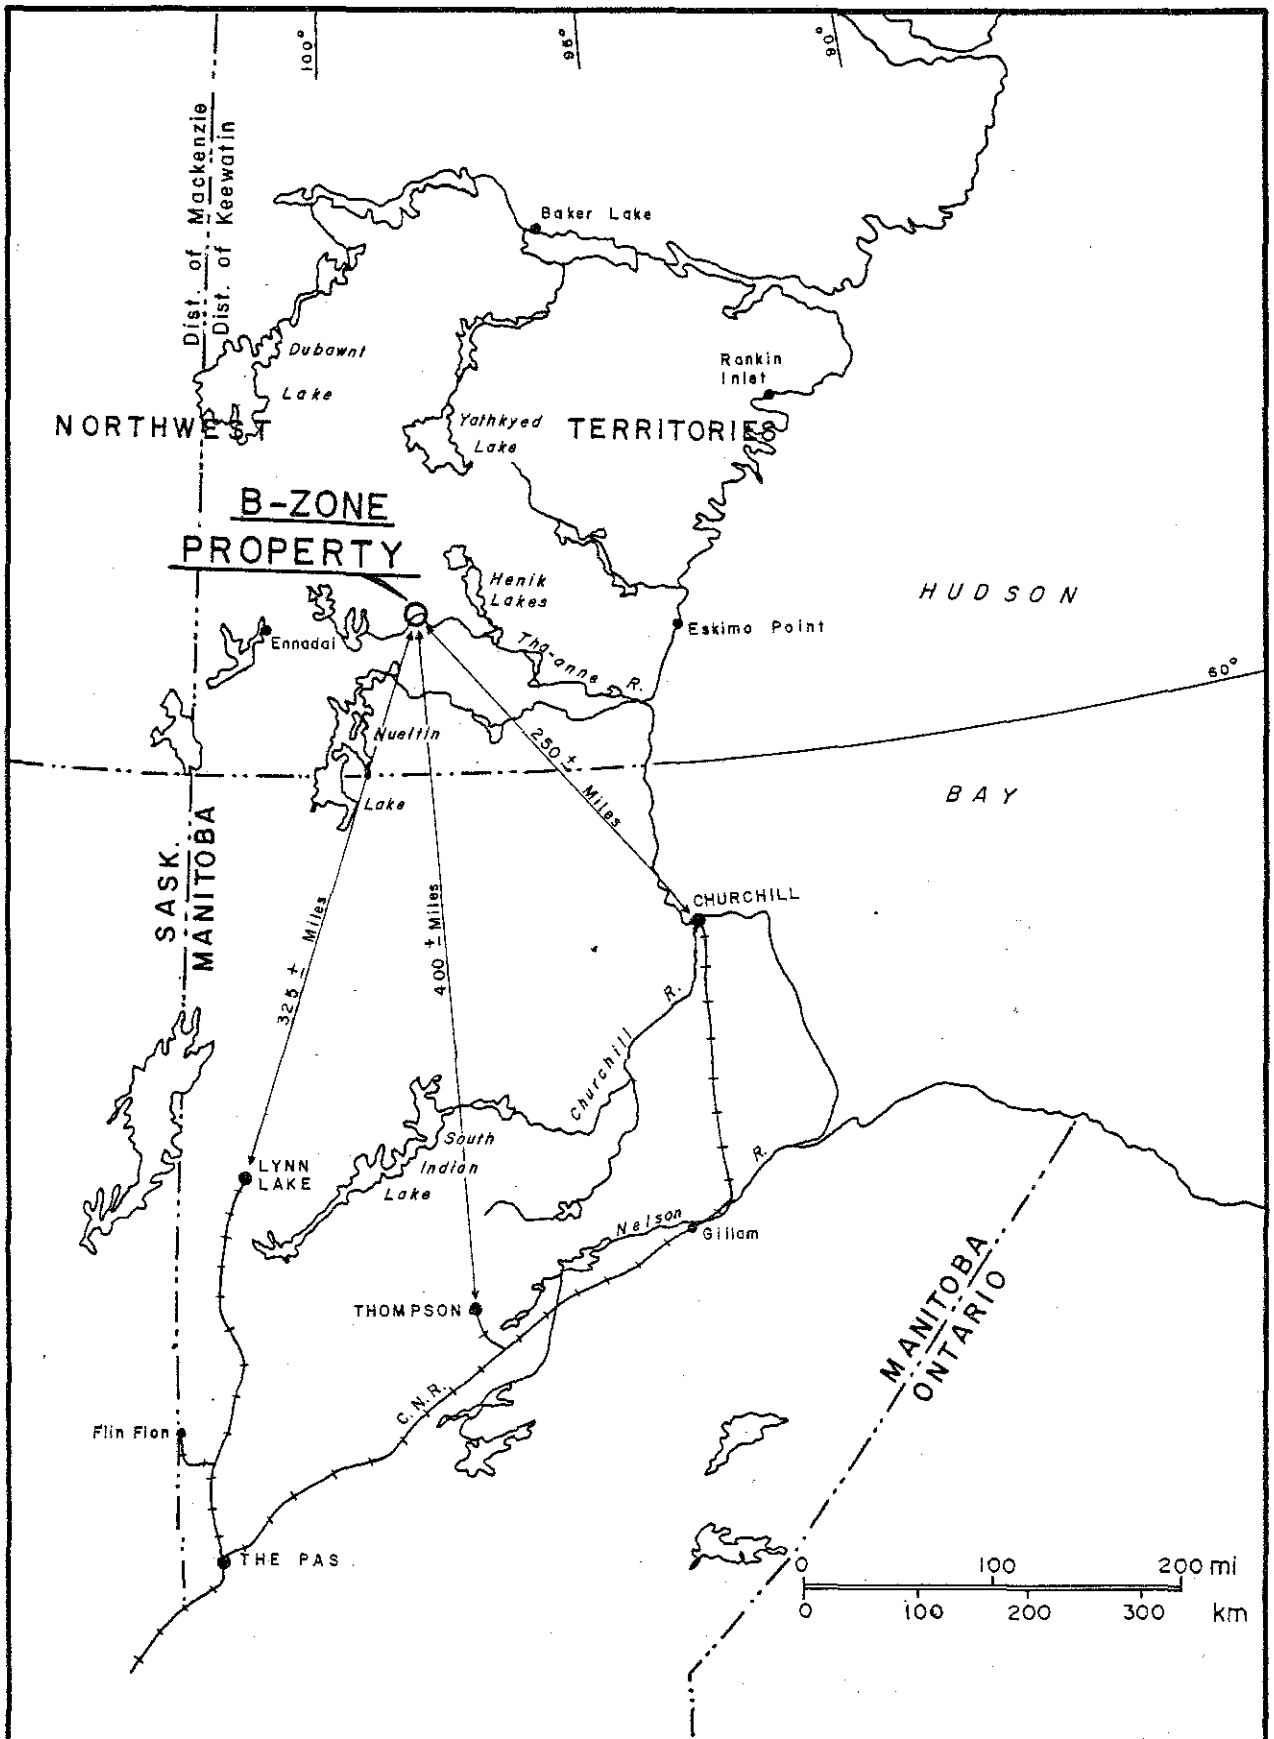 100°
95°
90°
Dist. of Mackenzie
Dist. of Keewatin
Baker Lake
Dubawnt
Lake
Rankin
Inlet
Yathkyed
Lake
NORTHWEST TERRITORIES
B-ZONE
PROPERTY
Henik
Lakes
HUDSON
Ennadai
Eskimo Point
Tha-anne R.
60°
Nueltin
Lake
250 ± Miles
BAY
SASK.
MANITOBA
325 ± Miles
400 ± Miles
CHURCHILL
Churchill R.
South
Indian
Lake
LYNN
LAKE
Nelson R.
Gillam
THOMPSON
MANITOBA
ONTARIO
C.N.R.
Flin Flon
THE PAS
0 100 200 mi
0 100 200 300 km